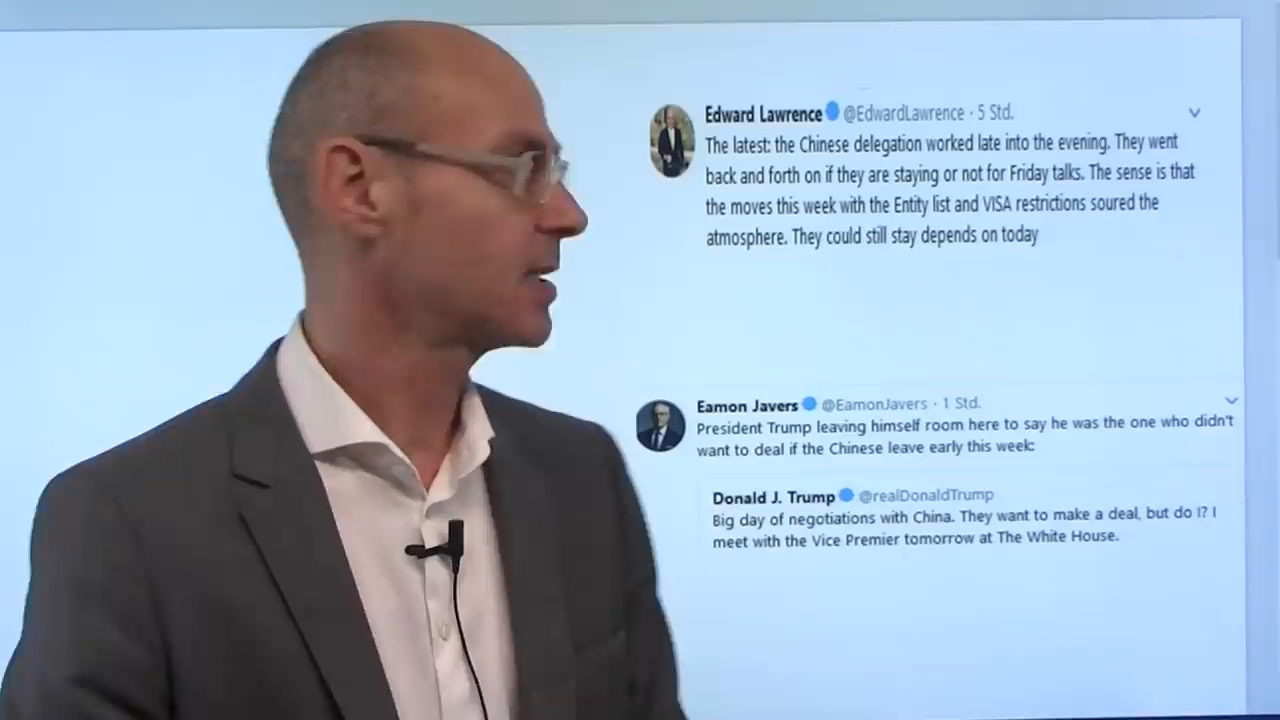 Edward Lawrence @EdwardLawrence · 5 Std.
The latest: the Chinese delegation worked late into the evening. They went
back and forth on if they are staying or not for Friday talks. The sense is that
the moves this week with the Entity list and VISA restrictions soured the
atmosphere. They could still stay depends on today
Eamon Javers @EamonJavers · 1 Std.
President Trump leaving himself room here to say he was the one who didn't
want to deal if the Chinese leave early this week:
Donald J. Trump @realDonaldTrump
Big day of negotiations with China. They want to make a deal, but do I? I
meet with the Vice Premier tomorrow at The White House.